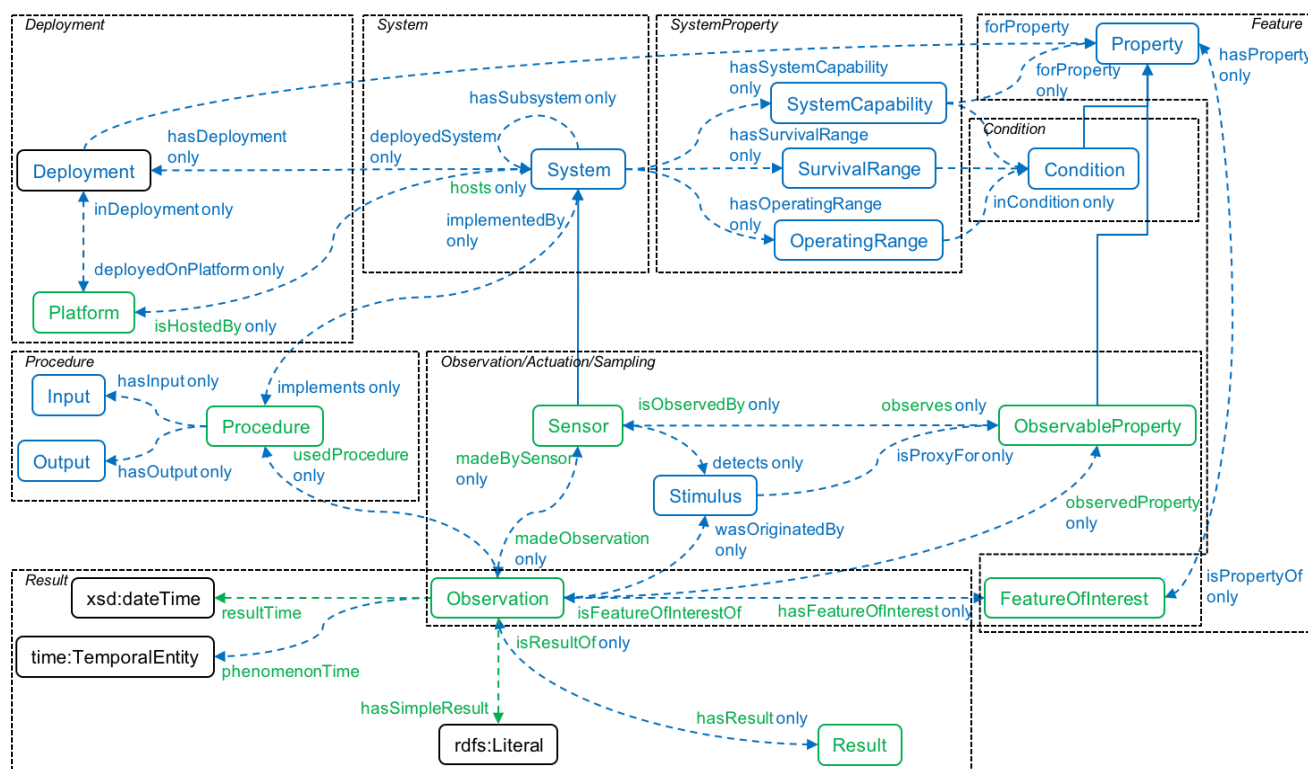 Deployment
System
SystemProperty
Feature
forProperty
Property
hasProperty
only
forProperty
only
hasSystemCapability
only
SystemCapability
hasSubsystem only
hasDeployment
only
deployedSystem
only
hasSurvivalRange
only
Condition
Deployment
System
SurvivalRange
Condition
hosts only
inDeployment only
implementedBy
only
hasOperatingRange
only
inCondition only
OperatingRange
deployedOnPlatform only
Platform
isHostedBy only
Procedure
Observation/Actuation/Sampling
Input
hasInput only
implements only
isObservedBy only
observes only
Procedure
Sensor
ObservableProperty
Output
hasOutput only
usedProcedure
only
madeBySensor
only
detects only
isProxyFor only
Stimulus
observedProperty
only
madeObservation
only
wasOriginatedBy
only
Result
xsd:dateTime
resultTime
Observation
isFeatureOfInterestOf
hasFeatureOfInterest only
FeatureOfInterest
isPropertyOf
only
isResultOf only
time:TemporalEntity
phenomenonTime
hasSimpleResult
hasResult only
rdfs:Literal
Result